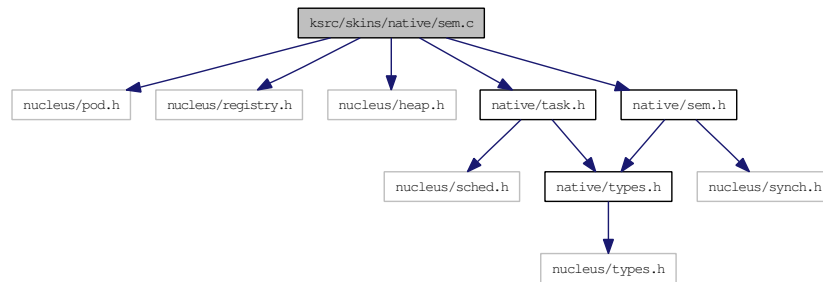 ksrc/skins/native/sem.c
nucleus/pod.h
nucleus/registry.h
nucleus/heap.h
native/task.h
native/sem.h
nucleus/sched.h
native/types.h
nucleus/synch.h
nucleus/types.h